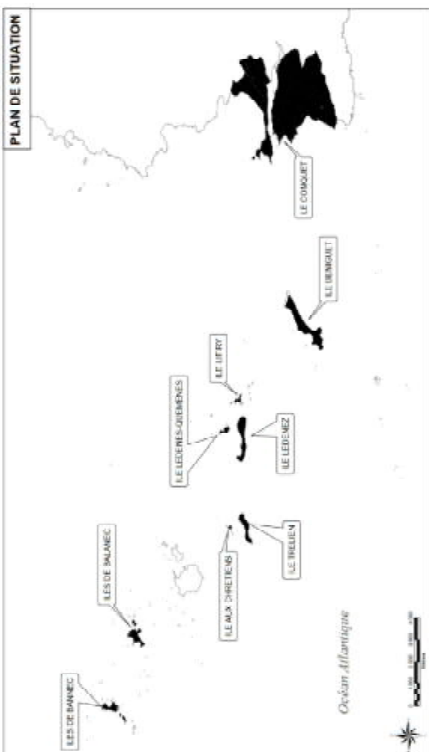 PLAN DE SITUATION
LE CONQUET
ILE BENIGUET
ILE LITIRY
ILE LEDENES-QUEMENES
ILE LEDENEZ
ILE AUX CHRETIENS
ILE TRIELEN
ILES DE BALANEC
ILES DE BANNEC
Océan Atlantique